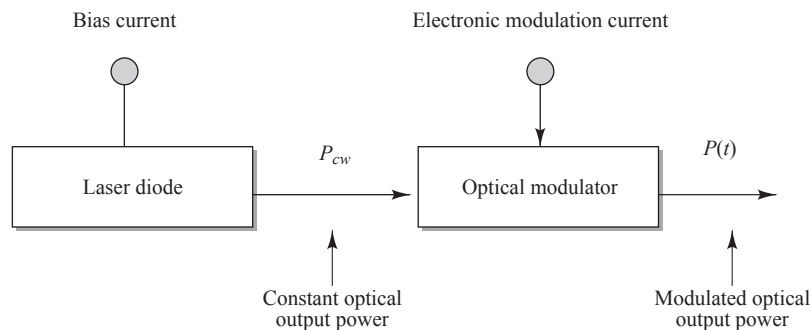 Bias current
Electronic modulation current
P_cw
P(t)
Laser diode
Optical modulator
Constant optical
output power
Modulated optical
output power